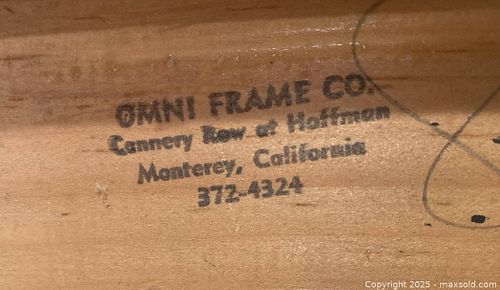 OMNI FRAME CO.
Cannery Row at Hoffman
Monterey, California
372-4324
Copyright © 2025 - maxsold.com